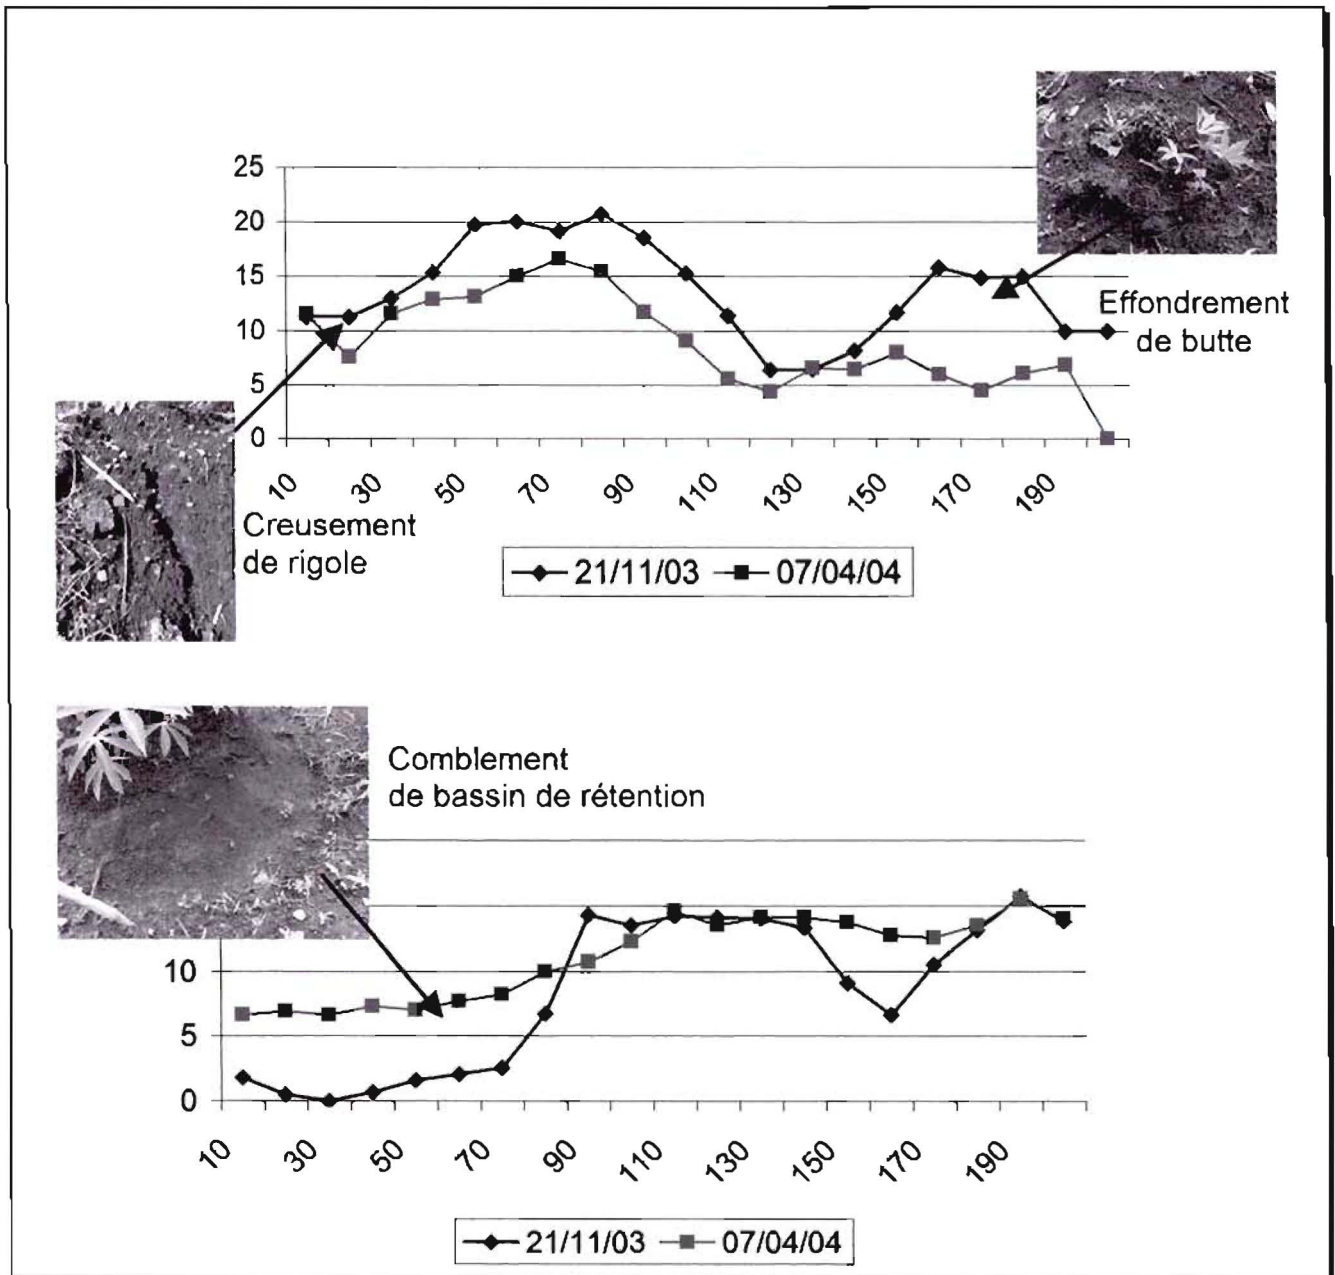 25
20
15
10
5
0
10 30 50 70 90 110 130 150 170 190
Effondrement
de butte
Creusement
de rigole
21/11/03 07/04/04
Comblement
de bassin de rétention
10
5
0
10 30 50 70 90 110 130 150 170 190
21/11/03 07/04/04